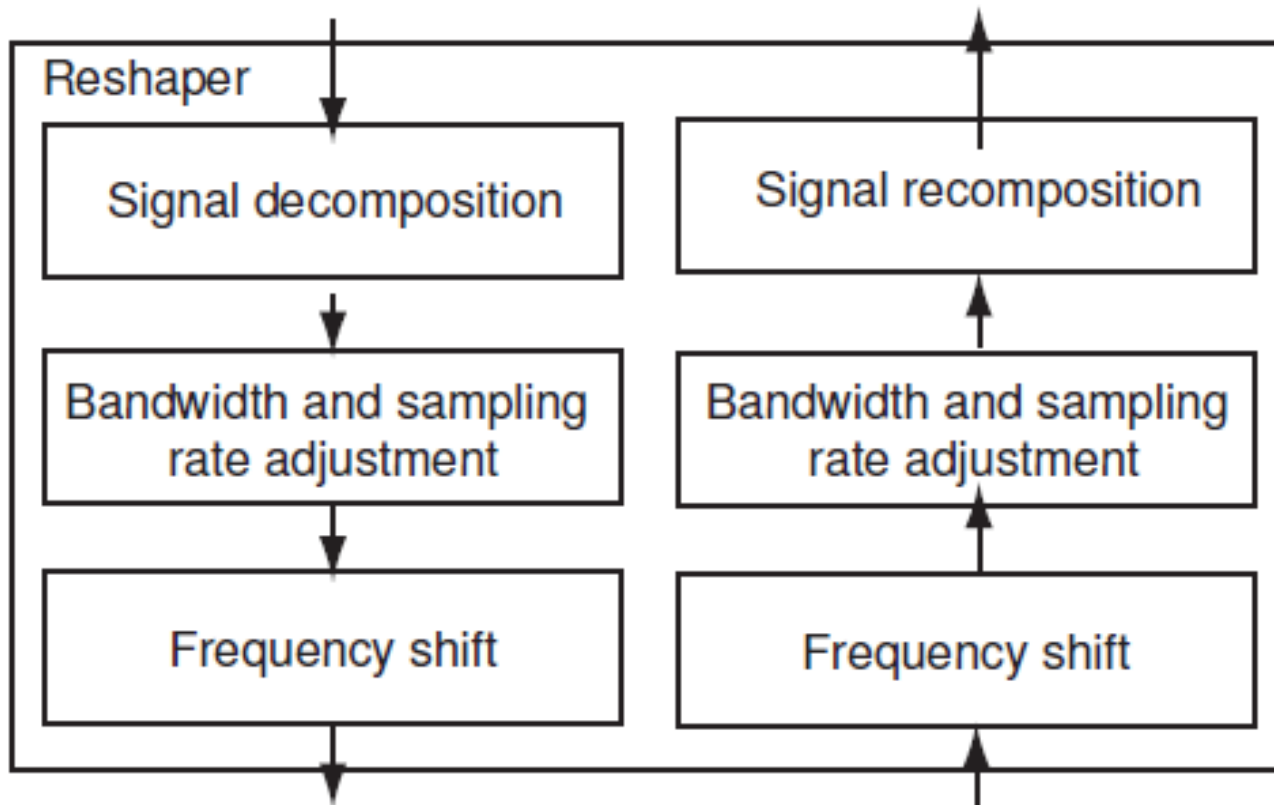 Reshaper
Signal decomposition
Bandwidth and sampling
rate adjustment
Frequency shift
Signal recomposition
Bandwidth and sampling
rate adjustment
Frequency shift